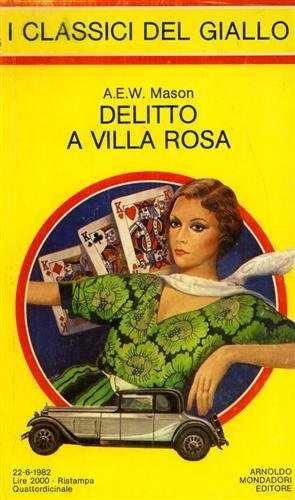 I CLASSICI DEL GIALLO
A.E.W. Mason
DELITTO
A VILLA ROSA
K
K
K
22-6-1982
Lire 2000 · Ristampa
Quattordicinale
ARNOLDO
MONDADORI
EDITORE